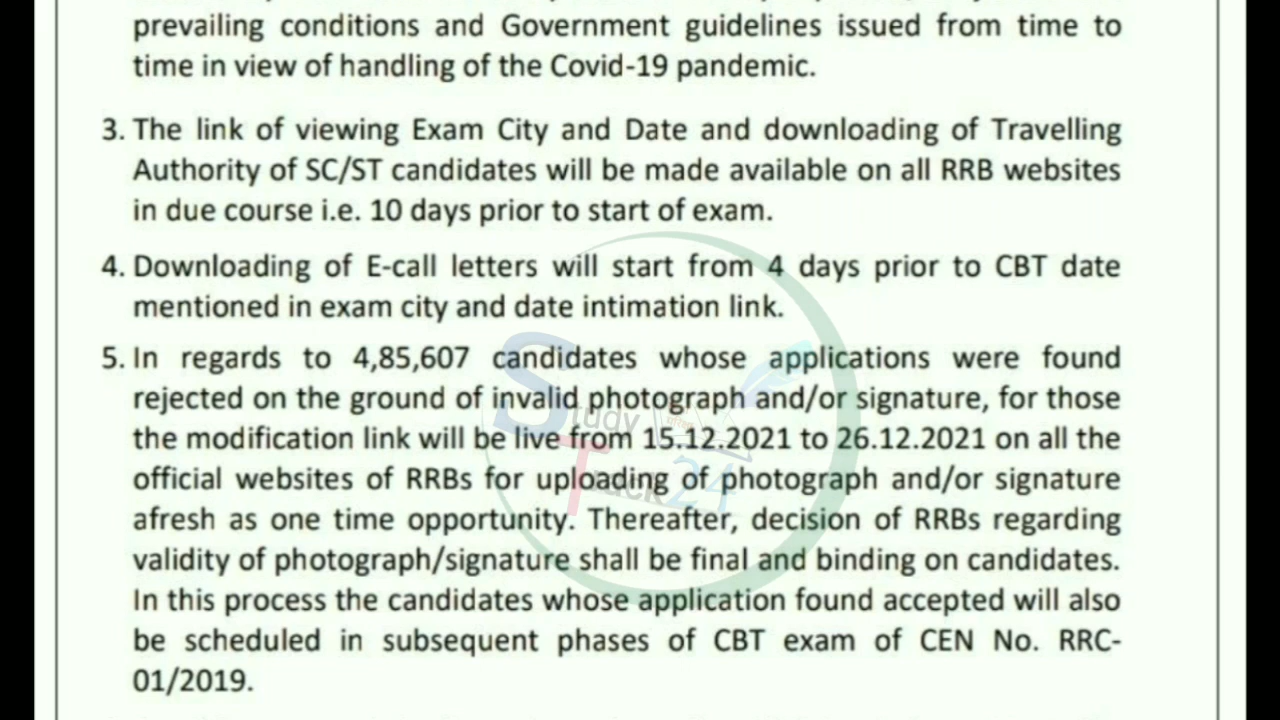 prevailing conditions and Government guidelines issued from time to
time in view of handling of the Covid-19 pandemic.
3. The link of viewing Exam City and Date and downloading of Travelling
Authority of SC/ST candidates will be made available on all RRB websites
in due course i.e. 10 days prior to start of exam.
4. Downloading of E-call letters will start from 4 days prior to CBT date
mentioned in exam city and date intimation link.
5. In regards to 4,85,607 candidates whose applications were found
rejected on the ground of invalid photograph and/or signature, for those
the modification link will be live from 15.12.2021 to 26.12.2021 on all the
official websites of RRBs for uploading of photograph and/or signature
afresh as one time opportunity. Thereafter, decision of RRBs regarding
validity of photograph/signature shall be final and binding on candidates.
In this process the candidates whose application found accepted will also
be scheduled in subsequent phases of CBT exam of CEN No. RRC-
01/2019.
Study
Track 24